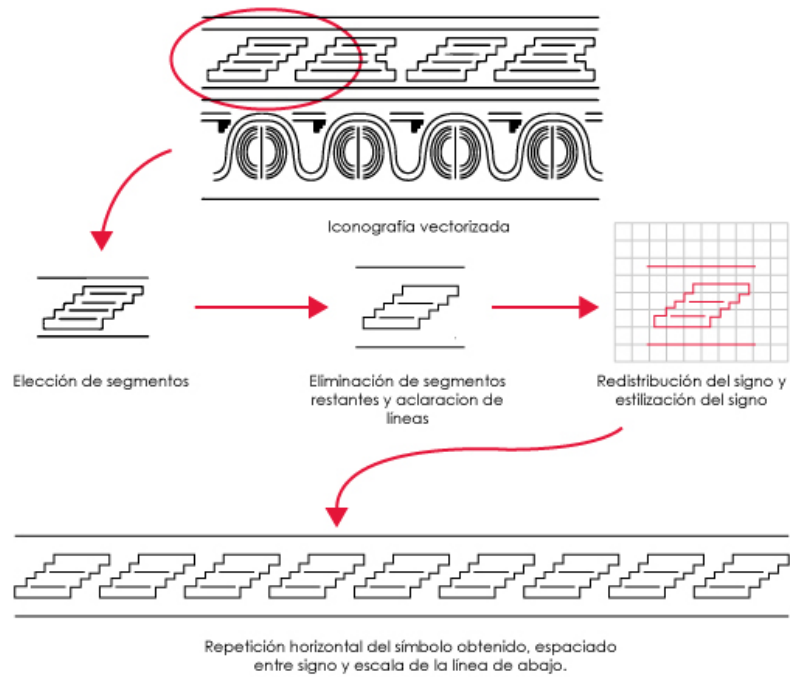 Iconografía vectorizada
Elección de segmentos
Eliminación de segmentos
restantes y aclaracion de
líneas
Redistribución del signo y
estilización del signo
Repetición horizontal del símbolo obtenido, espaciado
entre signo y escala de la línea de abajo.